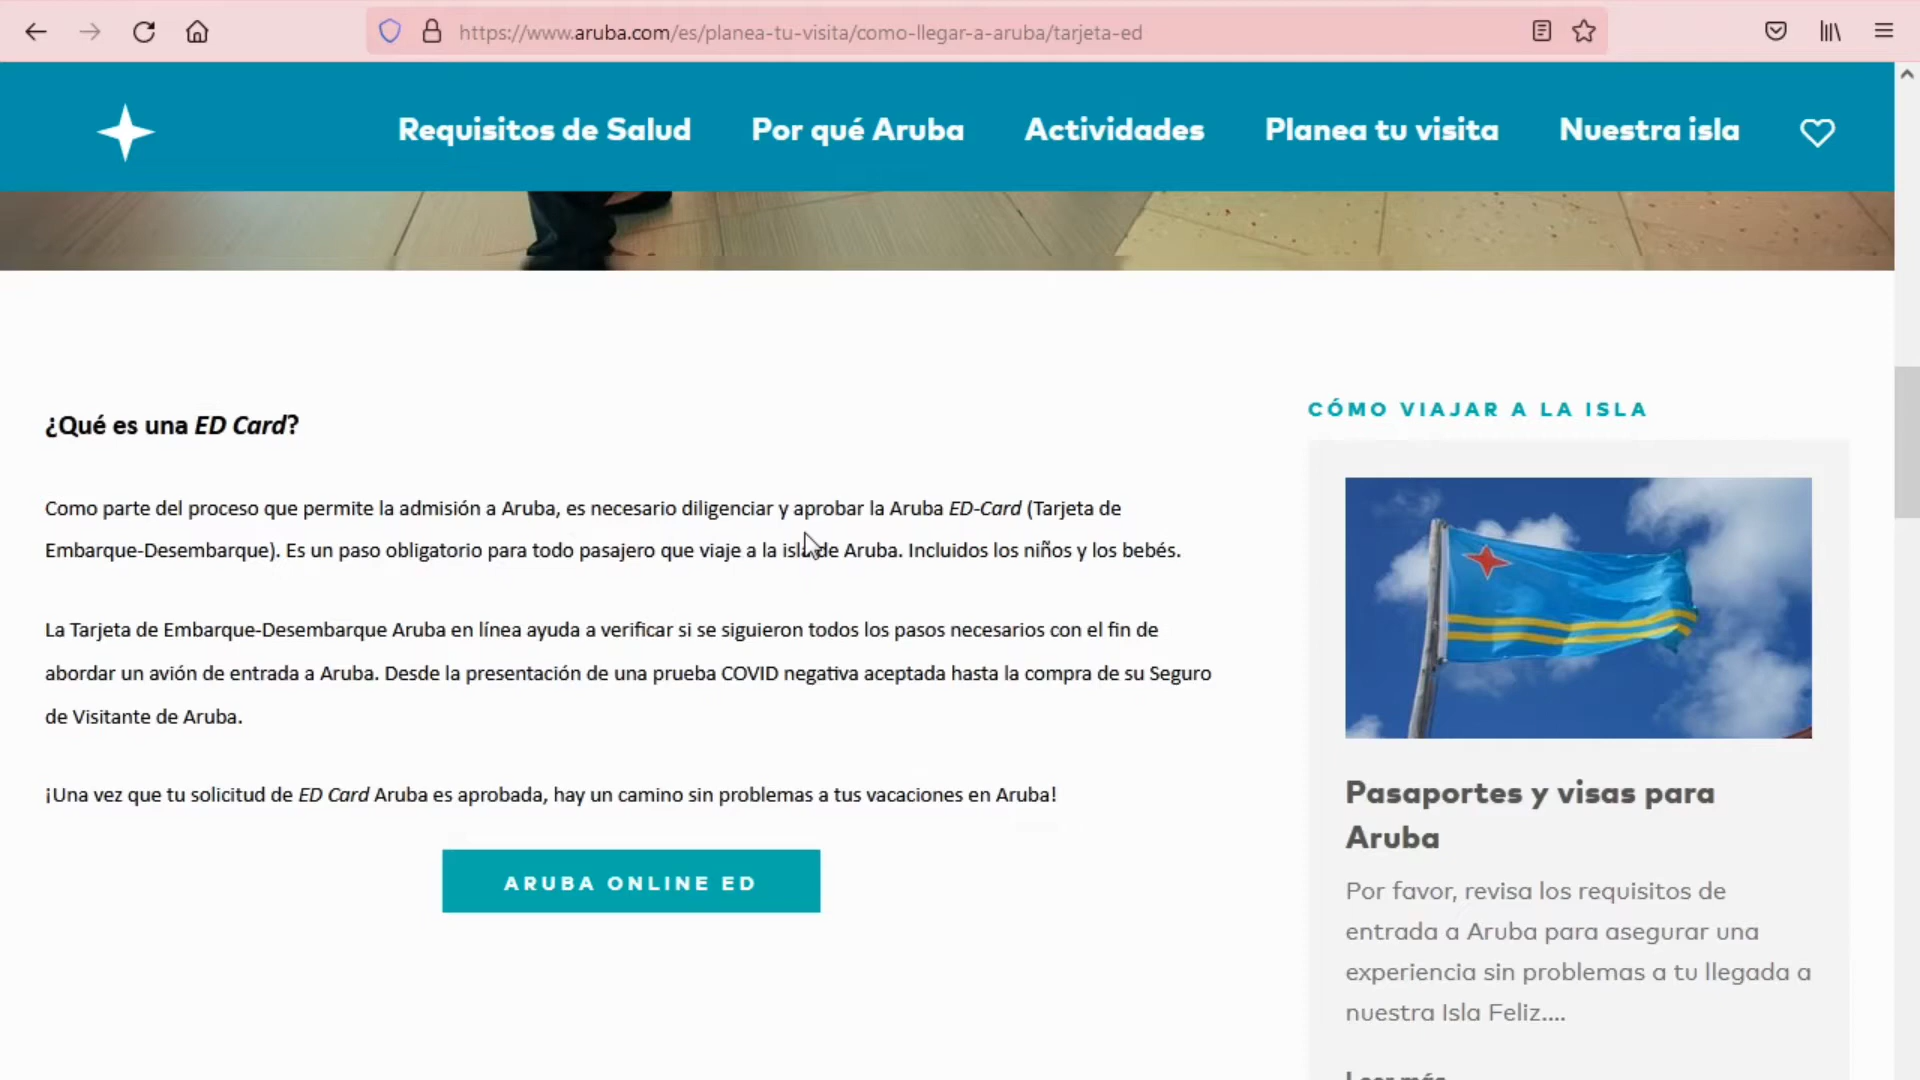 https://www.aruba.com/es/planea-tu-visita/como-llegar-a-aruba/tarjeta-ed
Requisitos de Salud
Por qué Aruba
Actividades
Planea tu visita
Nuestra isla
¿Qué es una ED Card?
Como parte del proceso que permite la admisión a Aruba, es necesario diligenciar y aprobar la Aruba ED-Card (Tarjeta de
Embarque-Desembarque). Es un paso obligatorio para todo pasajero que viaje a la isla de Aruba. Incluidos los niños y los bebés.
La Tarjeta de Embarque-Desembarque Aruba en línea ayuda a verificar si se siguieron todos los pasos necesarios con el fin de
abordar un avión de entrada a Aruba. Desde la presentación de una prueba COVID negativa aceptada hasta la compra de su Seguro
de Visitante de Aruba.
¡Una vez que tu solicitud de ED Card Aruba es aprobada, hay un camino sin problemas a tus vacaciones en Aruba!
ARUBA ONLINE ED
CÓMO VIAJAR A LA ISLA
Pasaportes y visas para
Aruba
Por favor, revisa los requisitos de
entrada a Aruba para asegurar una
experiencia sin problemas a tu llegada a
nuestra Isla Feliz....
Leer más